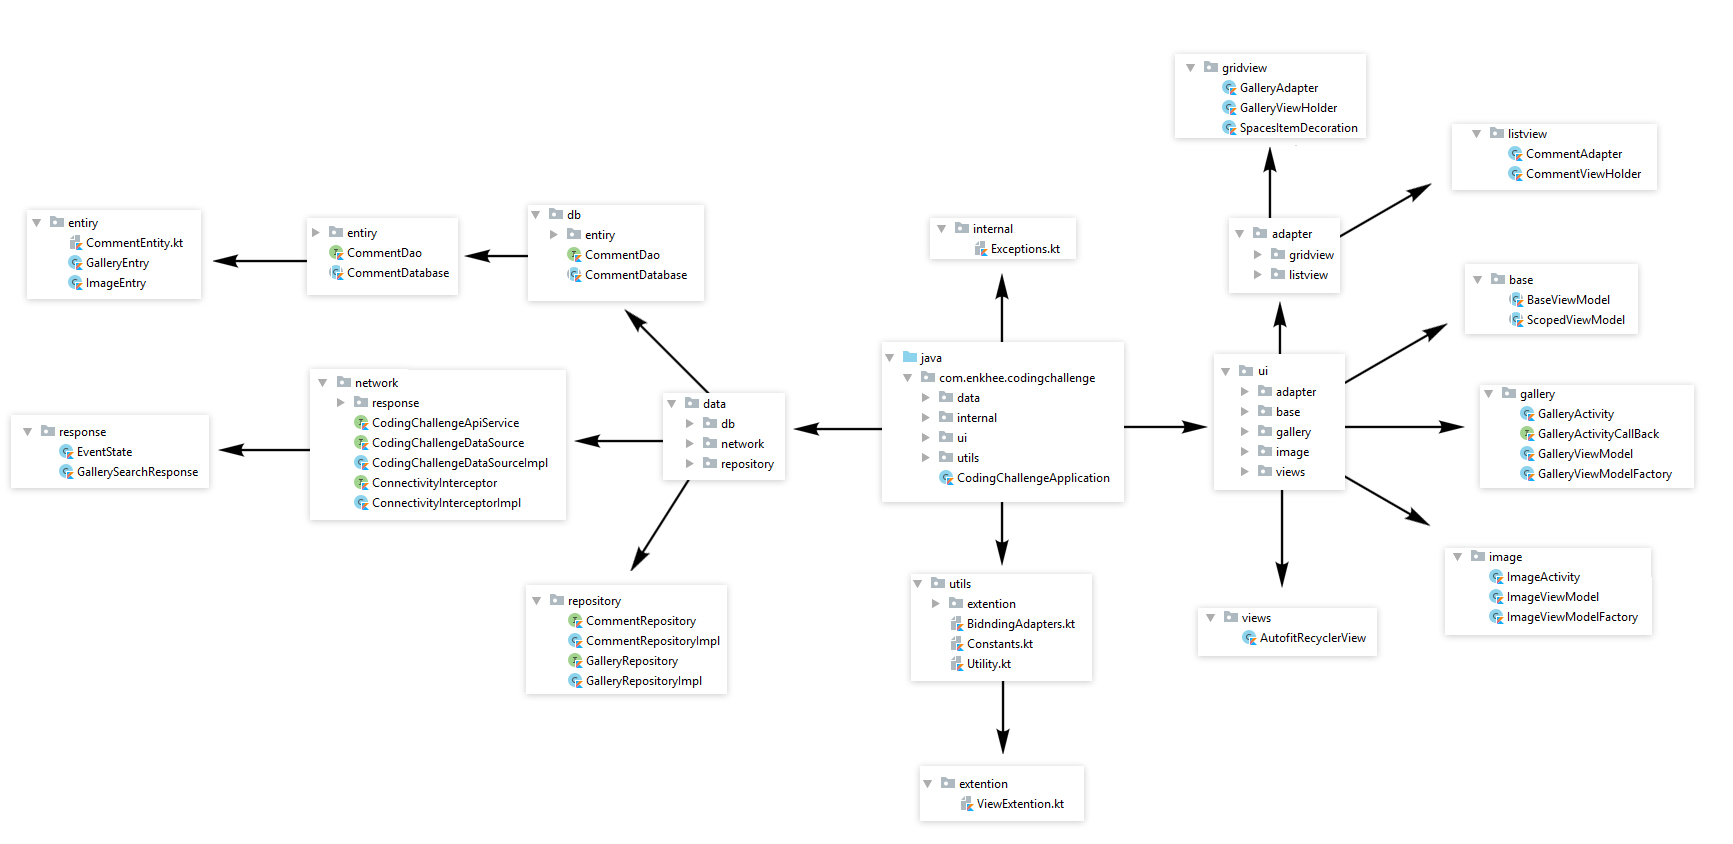 gridview
GalleryAdapter
GalleryViewHolder
SpacesItemDecoration
listview
CommentAdapter
CommentViewHolder
entiry
CommentEntity.kt
GalleryEntry
ImageEntry
entiry
CommentDao
CommentDatabase
db
entiry
CommentDao
CommentDatabase
internal
Exceptions.kt
adapter
gridview
listview
base
BaseViewModel
ScopedViewModel
network
response
CodingChallengeApiService
CodingChallengeDataSource
CodingChallengeDataSourceImpl
ConnectivityInterceptor
ConnectivityInterceptorImpl
response
EventState
GallerySearchResponse
data
db
network
repository
java
com.enkhee.codingchallenge
data
internal
ui
utils
CodingChallengeApplication
ui
adapter
base
gallery
image
views
gallery
GalleryActivity
GalleryActivityCallBack
GalleryViewModel
GalleryViewModelFactory
image
ImageActivity
ImageViewModel
ImageViewModelFactory
repository
CommentRepository
CommentRepositoryImpl
GalleryRepository
GalleryRepositoryImpl
utils
extention
BidndingAdapters.kt
Constants.kt
Utility.kt
views
AutofitRecyclerView
extention
ViewExtention.kt